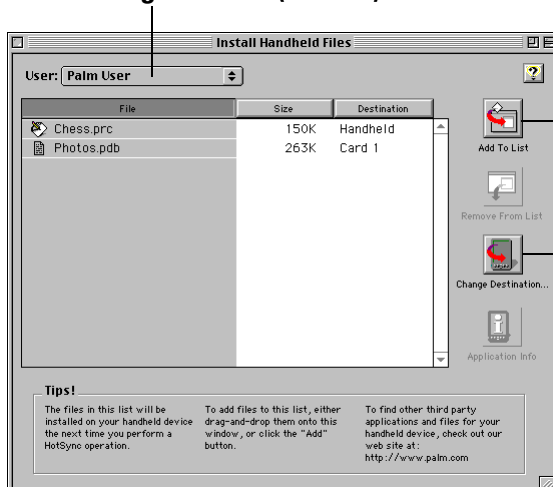 Install Handheld Files
User: Palm User
?
File Size Destination
Chess.prc 150K Handheld
Photos.pdb 263K Card 1
Add To List
Remove From List
Change Destination...
Application Info
Tips!
The files in this list will be
installed on your handheld device
the next time you perform a
HotSync operation.
To add files to this list, either
drag-and-drop them onto this
window, or click the "Add"
button.
To find other third party
applications and files for your
handheld device, check out our
web site at:
http://www.palm.com